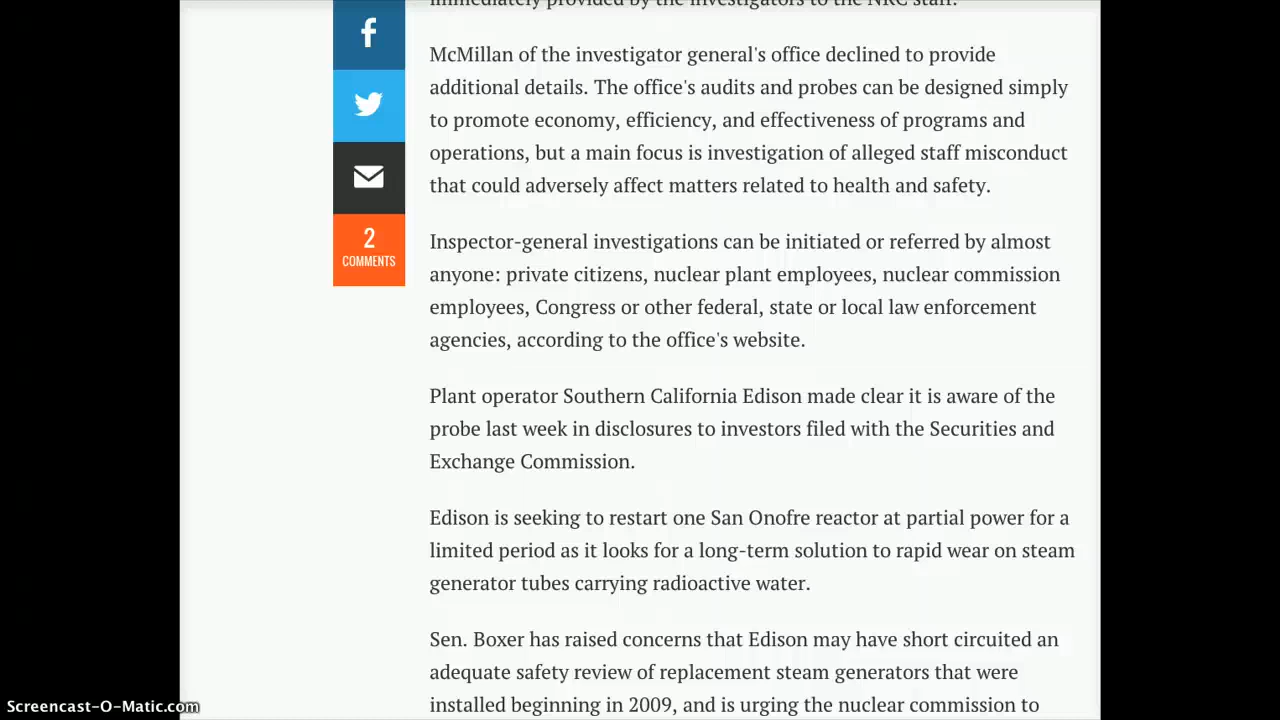 immediately provided by the investigators to the NRC staff.
McMillan of the investigator general's office declined to provide
additional details. The office's audits and probes can be designed simply
to promote economy, efficiency, and effectiveness of programs and
operations, but a main focus is investigation of alleged staff misconduct
that could adversely affect matters related to health and safety.
2
COMMENTS
Inspector-general investigations can be initiated or referred by almost
anyone: private citizens, nuclear plant employees, nuclear commission
employees, Congress or other federal, state or local law enforcement
agencies, according to the office's website.
Plant operator Southern California Edison made clear it is aware of the
probe last week in disclosures to investors filed with the Securities and
Exchange Commission.
Edison is seeking to restart one San Onofre reactor at partial power for a
limited period as it looks for a long-term solution to rapid wear on steam
generator tubes carrying radioactive water.
Sen. Boxer has raised concerns that Edison may have short circuited an
adequate safety review of replacement steam generators that were
installed beginning in 2009, and is urging the nuclear commission to
Screencast-O-Matic.com